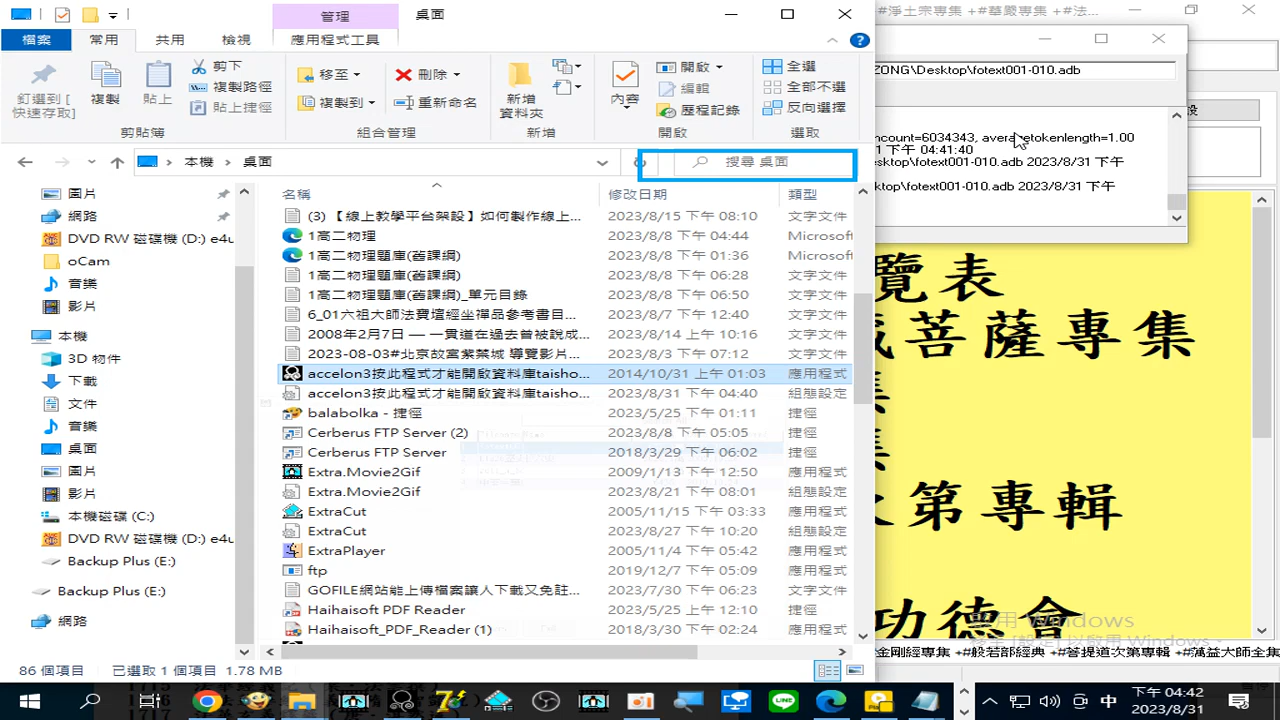 管理
桌面
+#淨土宗專集 +#華嚴專集 +#法...
檔案
常用
共用
檢視
應用程式工具
釘選到 [
快速存取]
複製
貼上
剪下
複製路徑
貼上捷徑
剪貼簿
移至
複製到
刪除
重新命名
組合管理
新增
資料夾
新增
內容
開啟
編輯
歷程記錄
開啟
全選
全部不選
反向選擇
選取
ZONG\Desktop\fotext001-010.adb
設
ncount=6034343, averagetokenlength=1.00
1 下午 04:41:40
sktop\fotext001-010.adb 2023/8/31 下午
ktop\fotext001-010.adb 2023/8/31 下午
本機
桌面
搜尋 桌面
名稱
修改日期
類型
圖片
網路
DVD RW 磁碟機 (D:) e4u
oCam
音樂
影片
本機
3D 物件
下載
文件
音樂
桌面
圖片
影片
本機磁碟 (C:)
DVD RW 磁碟機 (D:) e4u
Backup Plus (E:)
Backup Plus (E:)
網路
(3) 【線上教學平台架設】如何製作線上... 2023/8/15 下午 08:10 文字文件
1高二物理 2023/8/8 下午 04:44 Microsoft
1高二物理題庫(舊課綱) 2023/8/8 下午 01:36 Microsoft
1高二物理題庫(舊課綱) 2023/8/8 下午 06:28 文字文件
1高二物理題庫(舊課綱)_單元目錄 2023/8/8 下午 06:50 文字文件
6_01六祖大師法寶壇經坐禪品參考書目... 2023/8/7 下午 12:40 文字文件
2008年2月7日 — 一貫道在過去曾被說成... 2023/8/14 上午 10:16 文字文件
2023-08-03#北京故宮紫禁城 導覽影片... 2023/8/3 下午 07:12 文字文件
accelon3按此程式才能開啟資料庫taisho... 2014/10/31 上午 01:03 應用程式
accelon3按此程式才能開啟資料庫taisho... 2023/8/31 下午 04:40 組態設定
balabolka - 捷徑 2023/5/25 下午 01:11 捷徑
Cerberus FTP Server (2) 2023/8/8 下午 05:05 捷徑
Cerberus FTP Server 2018/3/29 下午 06:02 捷徑
Extra.Movie2Gif 2009/1/13 下午 12:50 應用程式
Extra.Movie2Gif 2023/8/21 下午 08:01 組態設定
ExtraCut 2005/11/15 下午 03:33 應用程式
ExtraCut 2023/8/27 下午 10:20 組態設定
ExtraPlayer 2005/11/4 下午 05:42 應用程式
ftp 2019/12/7 下午 05:09 應用程式
GOFILE網站能上傳檔案讓人下載又免註... 2023/7/30 下午 06:23 文字文件
Haihaisoft PDF Reader 2023/5/25 上午 12:10 捷徑
Haihaisoft_PDF_Reader (1) 2018/3/30 下午 02:24 應用程式
覽表
菩薩專集
集
集
第專輯
功德會
啟用 Windows
移至 [設定] 以啟用 Windows。
金剛經專集 +#般若部經典 +#菩提道次第專輯 +#蕅益大師全集
86 個項目
已選取 1 個項目 1.78 MB
中
下午 04:42
2023/8/31